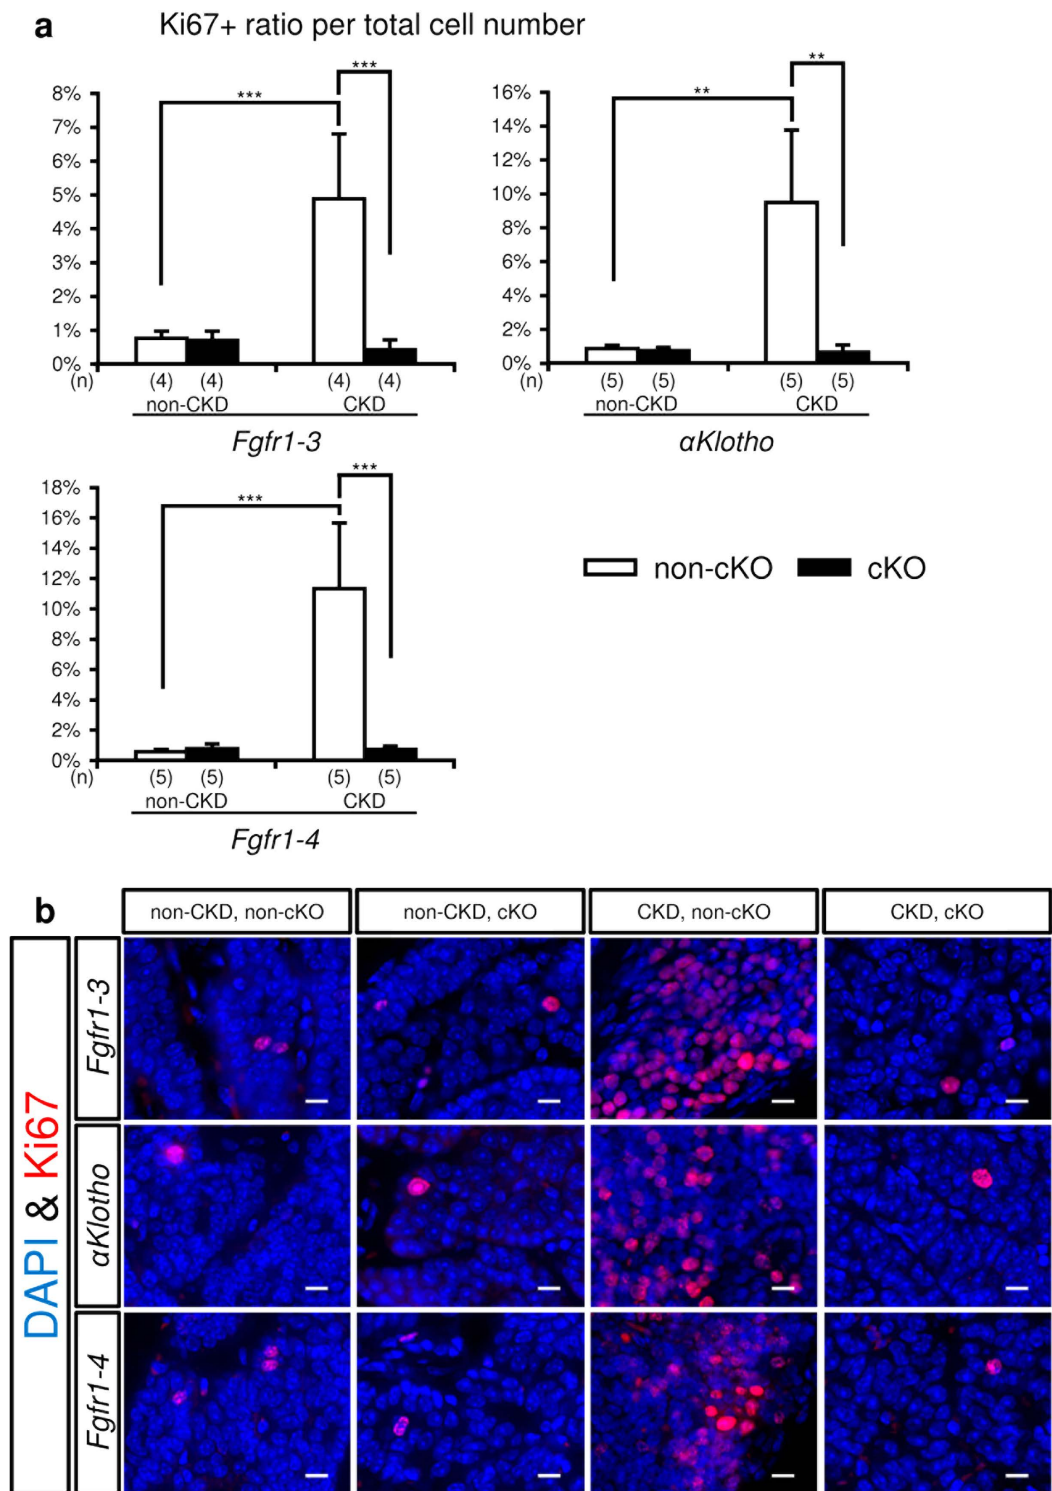 a Ki67+ ratio per total cell number
8%
7%
6%
5%
4%
3%
2%
1%
0%
*** ***
(n) (4) (4) (4) (4)
non-CKD CKD
Fgfr1-3
16%
14%
12%
10%
8%
6%
4%
2%
0%
** **
(n) (5) (5) (5) (5)
non-CKD CKD
αKlotho
18%
16%
14%
12%
10%
8%
6%
4%
2%
0%
*** ***
(n) (5) (5) (5) (5)
non-CKD CKD
Fgfr1-4
non-cKO cKO
b
non-CKD, non-cKO non-CKD, cKO CKD, non-cKO CKD, cKO
DAPI & Ki67
Fgfr1-3
αKlotho
Fgfr1-4